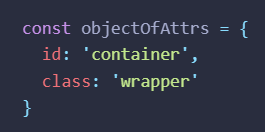 const objectOfAttrs = {
  id: 'container',
  class: 'wrapper'
}